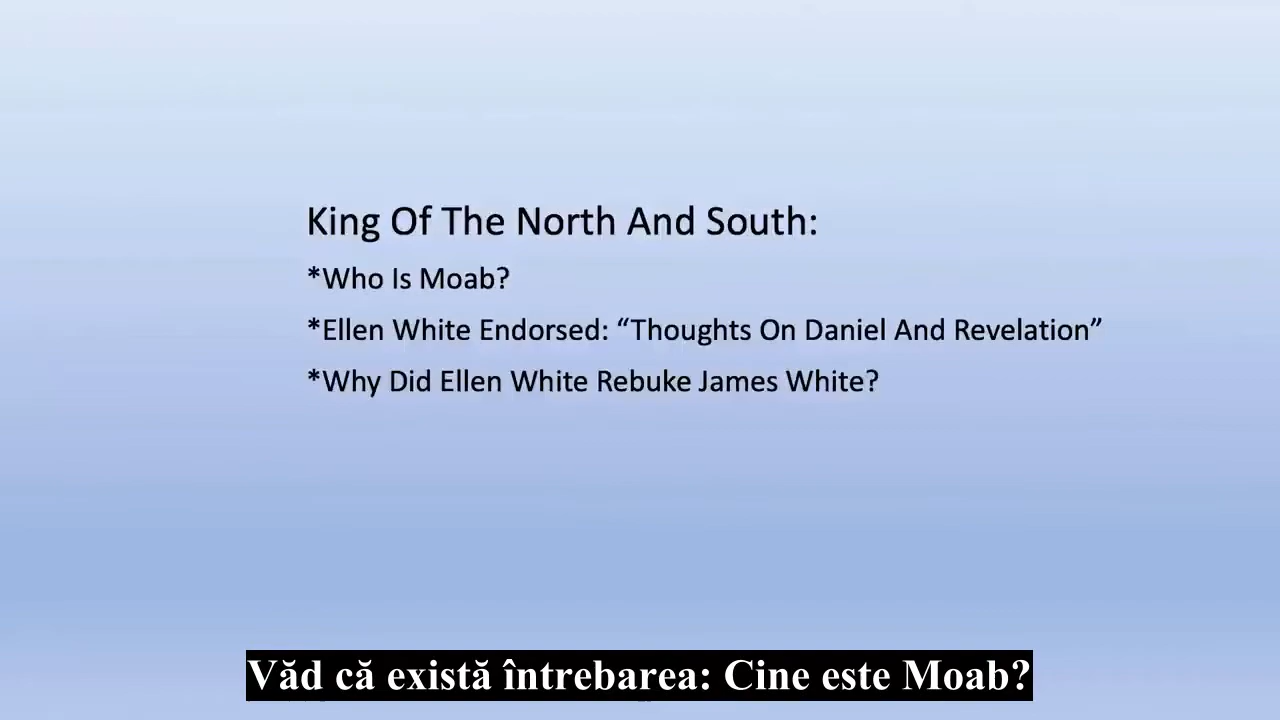 King Of The North And South:
*Who Is Moab?
*Ellen White Endorsed: “Thoughts On Daniel And Revelation”
*Why Did Ellen White Rebuke James White?
Văd că există întrebarea: Cine este Moab?